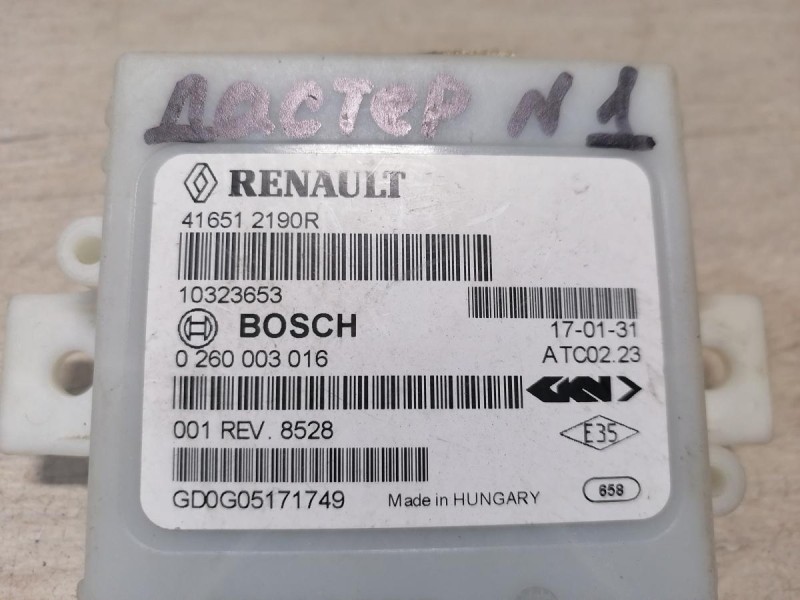 Дастер N 1
RENAULT
41651 2190R
10323653
BOSCH
17-01-31
0 260 003 016
ATC02.23
GKN
001 REV. 8528
E35
GD0G05171749
Made in HUNGARY
658